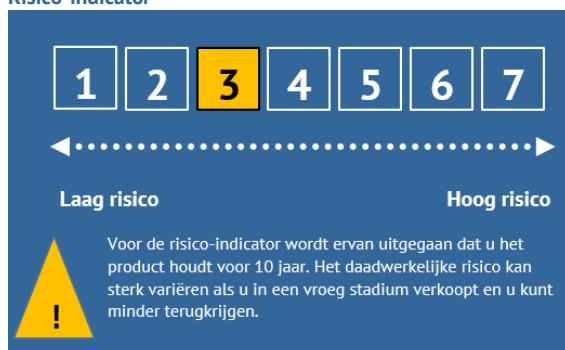 Risico-indicator
1 2 3 4 5 6 7
Laag risico Hoog risico
Voor de risico-indicator wordt ervan uitgegaan dat u het
product houdt voor 10 jaar. Het daadwerkelijke risico kan
sterk variëren als u in een vroeg stadium verkoopt en u kunt
minder terugkrijgen.
!